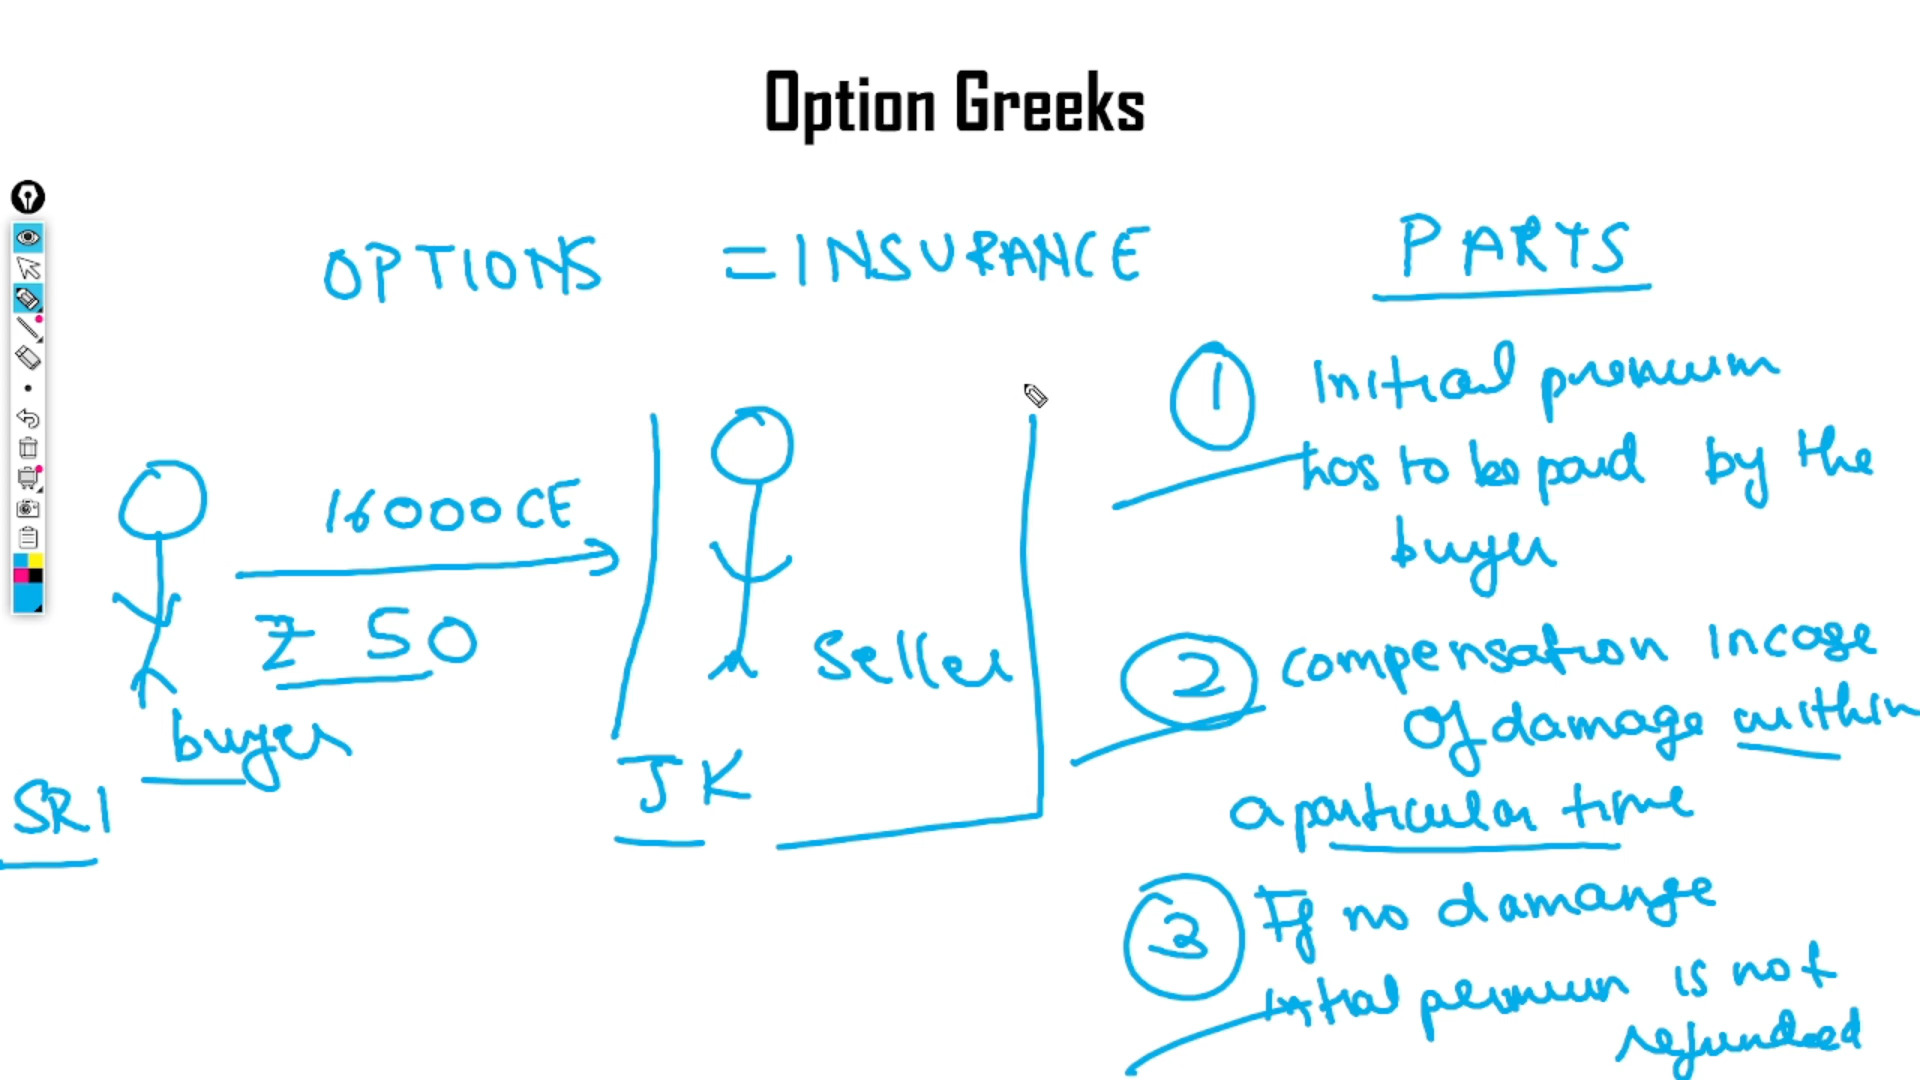 Option Greeks
OPTIONS = INSURANCE
PARTS
1 Initial premium
has to be paid by the
buyer
16000 CE
₹ 50
buyer
SRI
Seller
JK
2 compensation incase
of damage within
a particular time
3 If no damange
initial premium is not
refunded